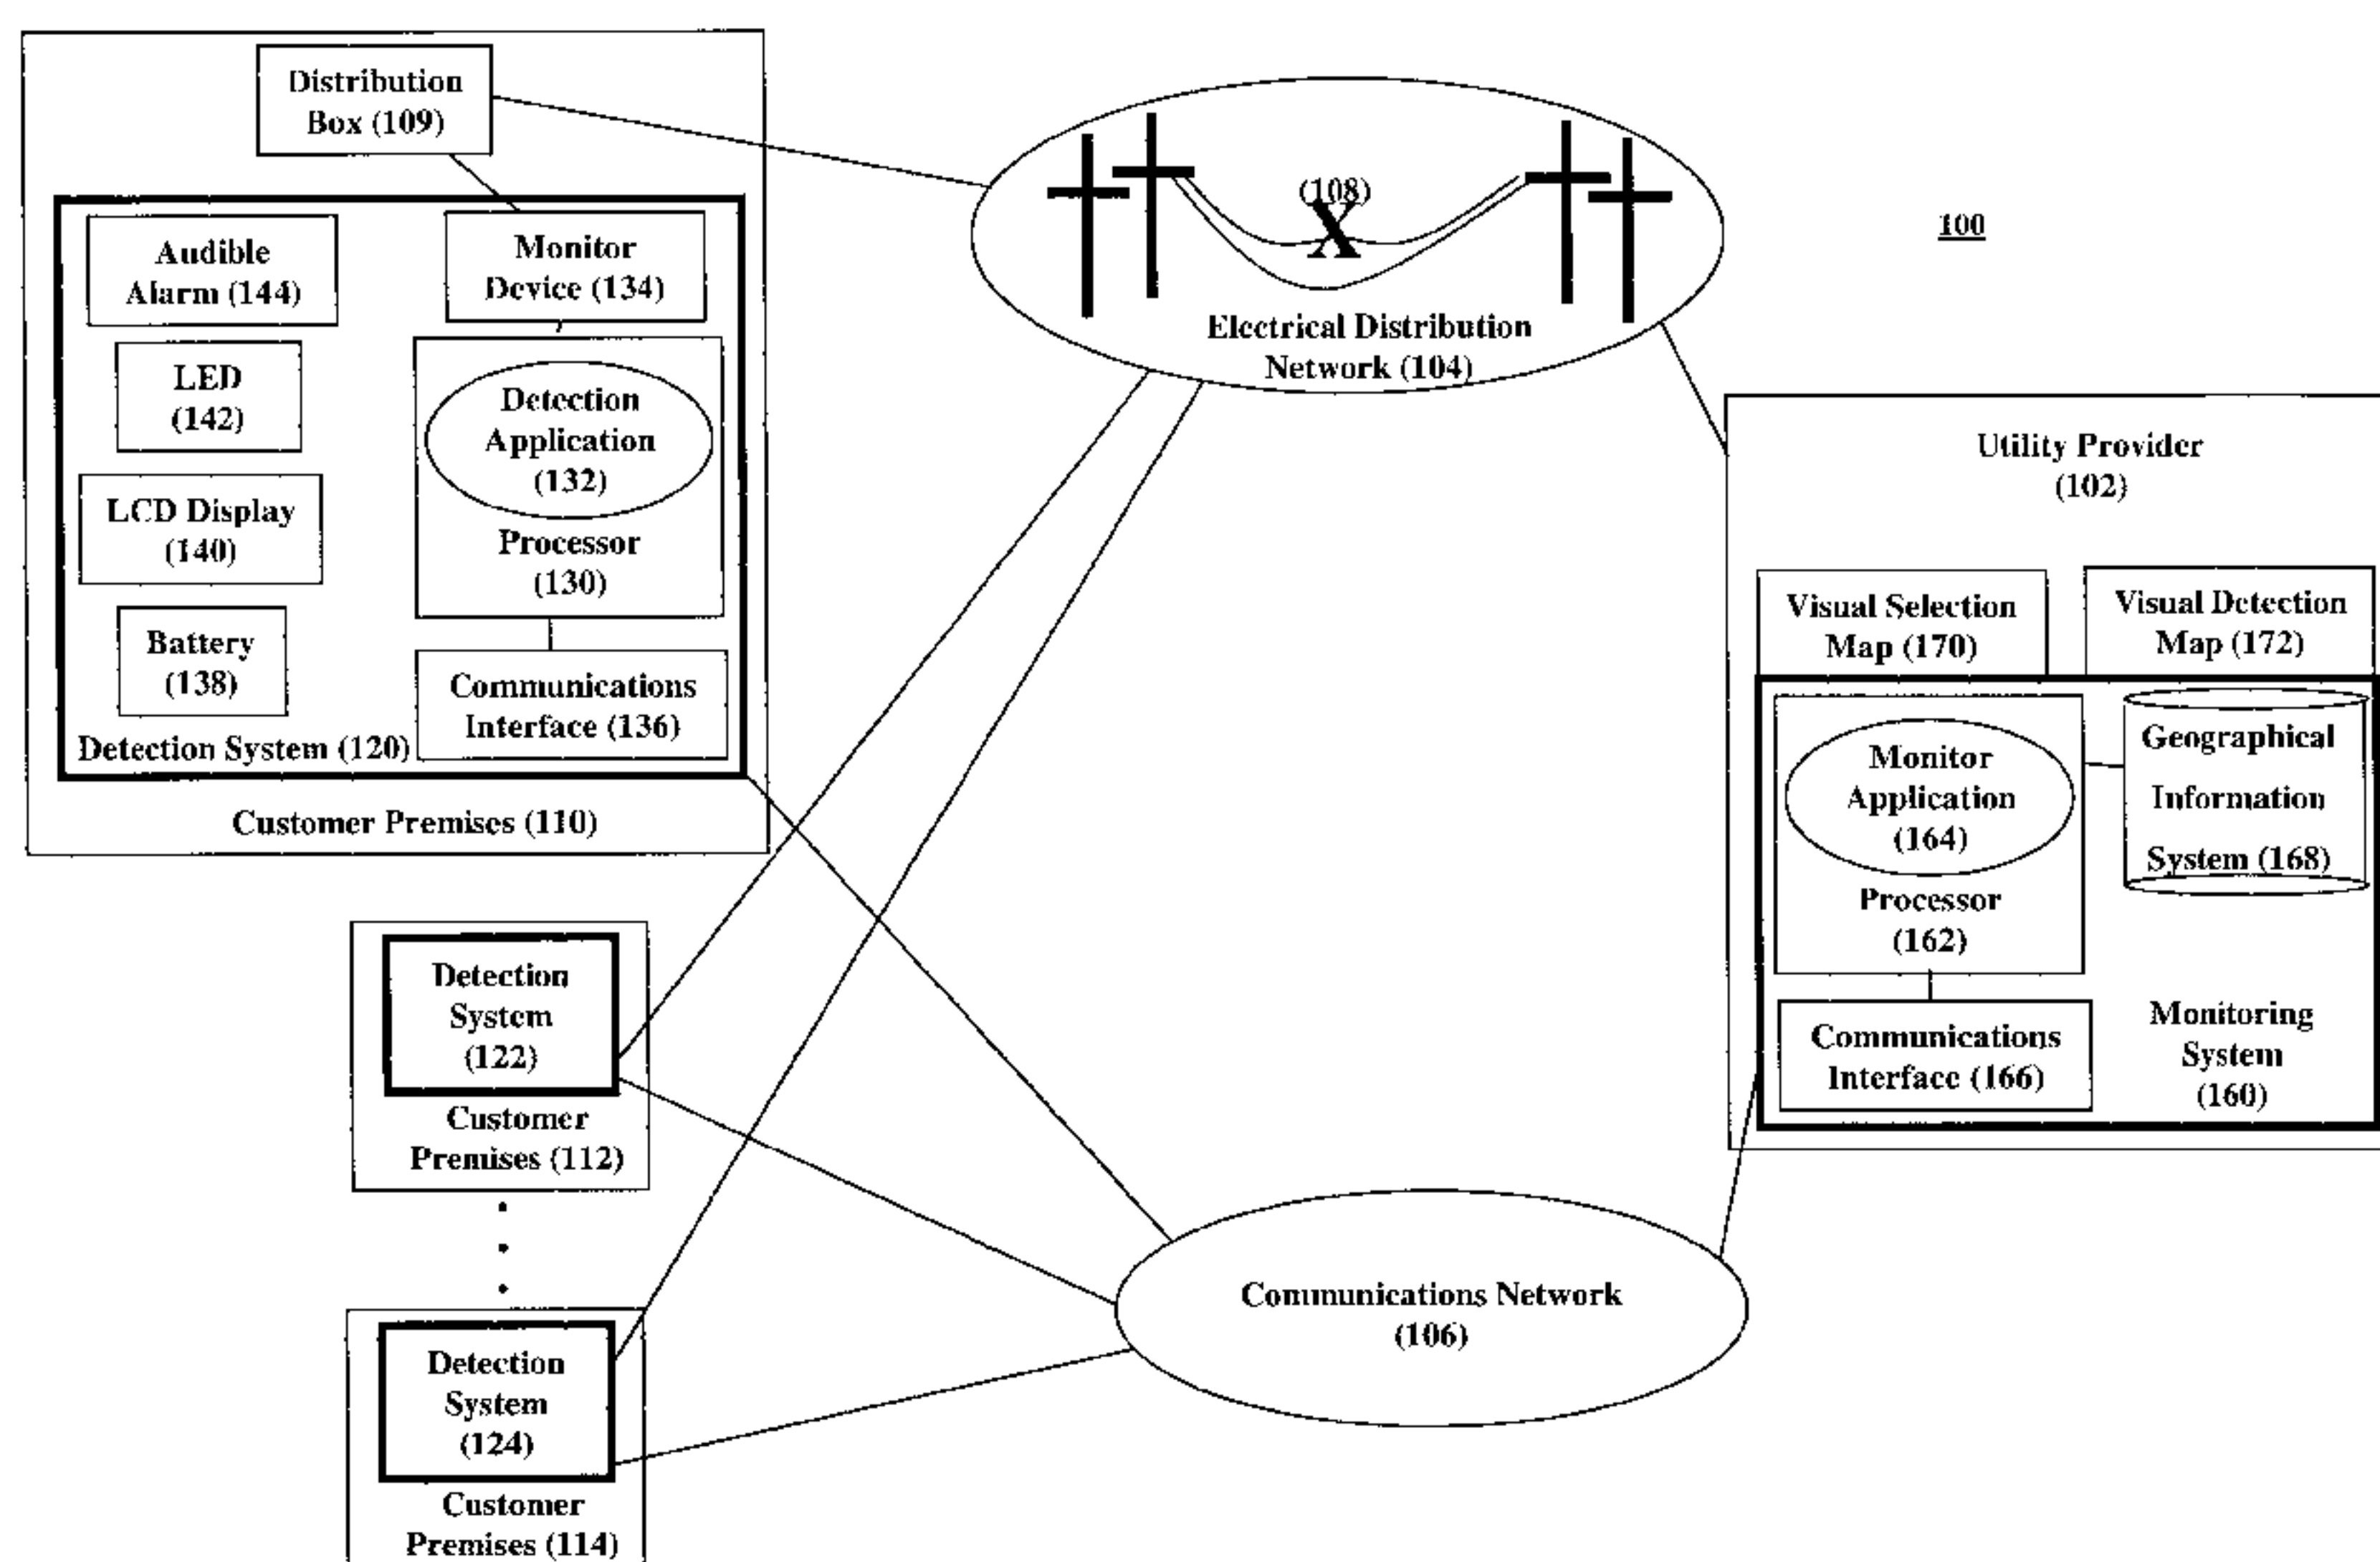 Distribution
Box (109)
Audible
Alarm (144)
Monitor
Device (134)
LED
(142)
Detection
Application
(132)
Processor
(130)
LCD Display
(140)
Battery
(138)
Communications
Interface (136)
Detection System (120)
Customer Premises (110)
(108)
X
Electrical Distribution
Network (104)
100
Utility Provider
(102)
Visual Selection
Map (170)
Visual Detection
Map (172)
Monitor
Application
(164)
Processor
(162)
Geographical
Information
System (168)
Communications
Interface (166)
Monitoring
System
(160)
Detection
System
(122)
Customer
Premises (112)
Detection
System
(124)
Customer
Premises (114)
Communications Network
(106)